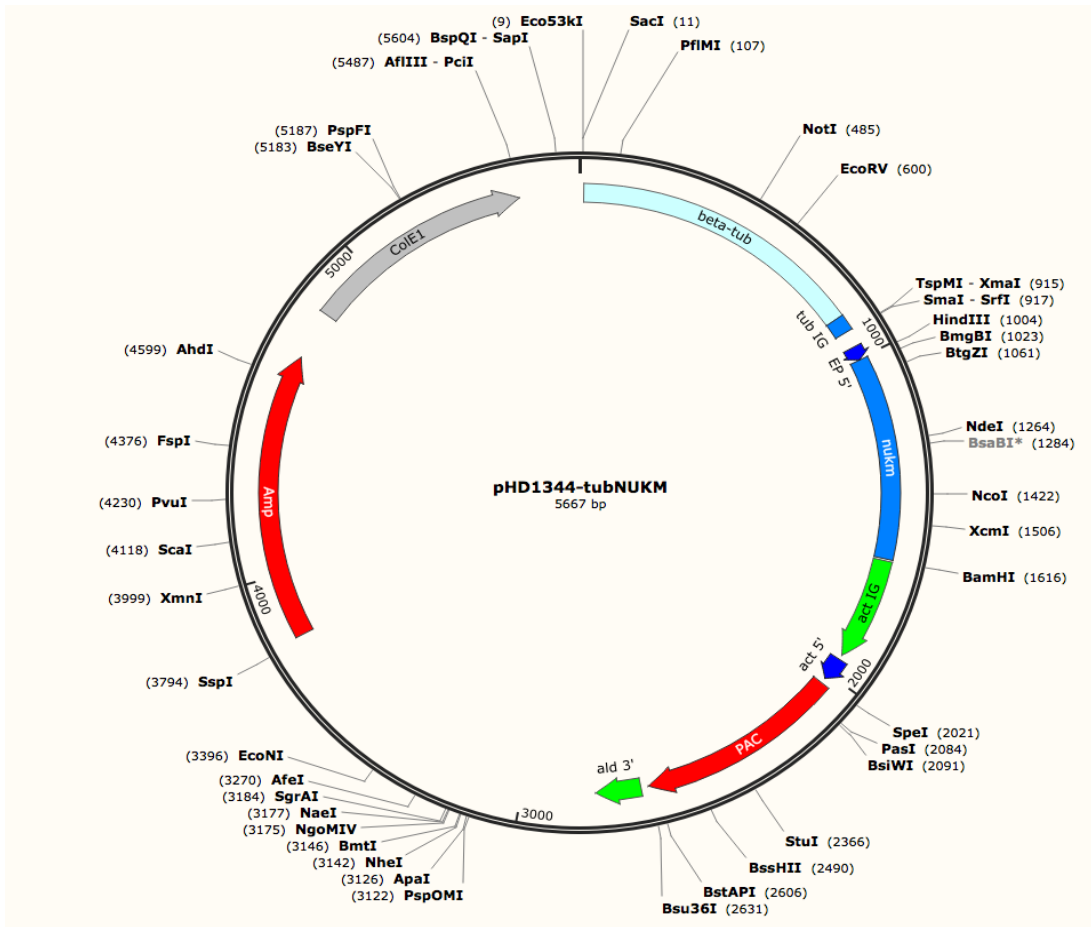 (9) Eco53kI
SacI (11)
(5604) BspQI - SapI
PflMI (107)
(5487) AflIII - PciI
(5187) PspFI
(5183) BseYI
NotI (485)
EcoRV (600)
beta-tub
ColE1
5000
TspMI - XmaI (915)
SmaI - SrfI (917)
HindIII (1004)
BmgBI (1023)
BtgZI (1061)
tub IG
1000
EP 5'
(4599) AhdI
NdeI (1264)
BsaBI* (1284)
(4376) FspI
nukm
pHD1344-tubNUKM
5667 bp
NcoI (1422)
(4230) PvuI
Amp
XcmI (1506)
(4118) ScaI
BamHI (1616)
(3999) XmnI
4000
act IG
act 5'
2000
(3794) SspI
SpeI (2021)
PasI (2084)
BsiWI (2091)
PAC
(3396) EcoNI
ald 3'
(3270) AfeI
(3184) SgrAI
(3177) NaeI
(3175) NgoMIV
(3146) BmtI
(3142) NheI
(3126) ApaI
(3122) PspOMI
3000
StuI (2366)
BssHII (2490)
BstAPI (2606)
Bsu36I (2631)